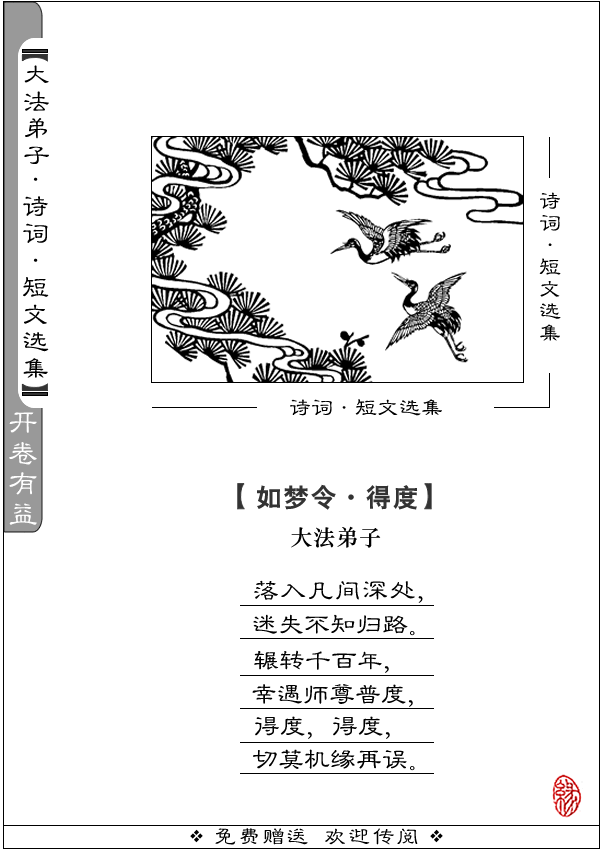 【大法弟子·诗词·短文选集】
开卷有益
诗词·短文选集
诗词·短文选集
【如梦令·得度】
大法弟子
落入凡间深处，
迷失不知归路。
辗转千百年，
幸遇师尊普度，
得度，得度，
切莫机缘再误。
缘
❖ 免费赠送 欢迎传阅 ❖